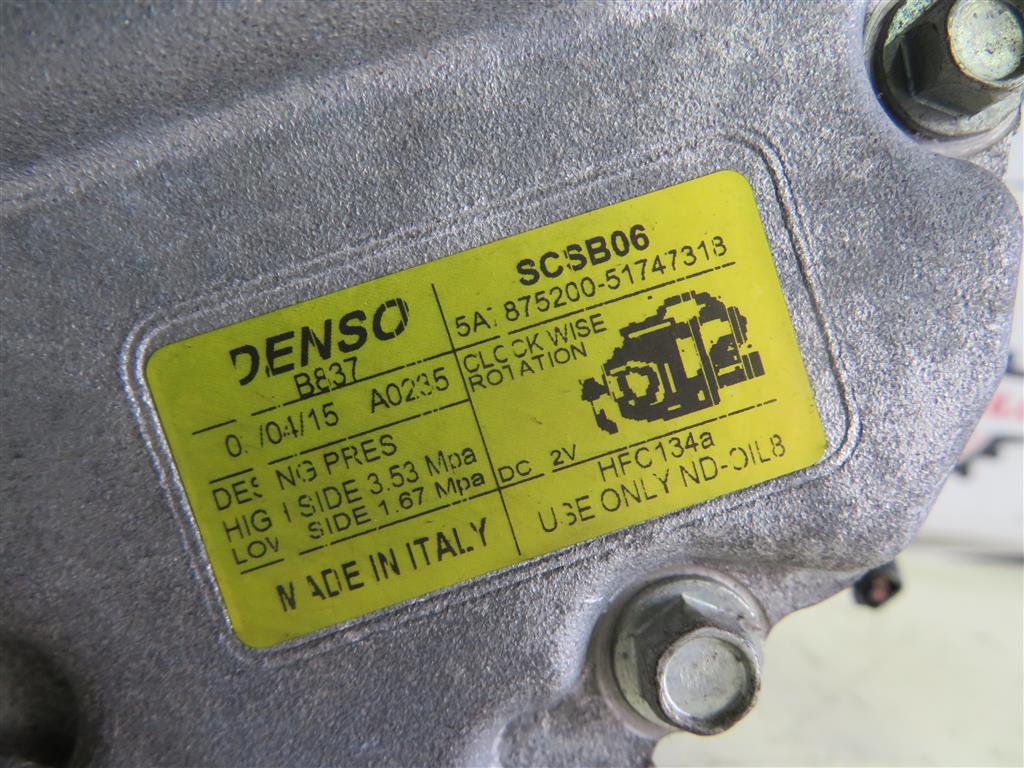 DENSO
B837
/04/15 A0235
NG PRES
SIDE 3.53 Mpa
SIDE 1.67 Mpa
MADE IN ITALY
SCSB06
875200-51747318
CLOCK WISE
ROTATION
DC 2V
HFC134a
USE ONLY ND-OIL8